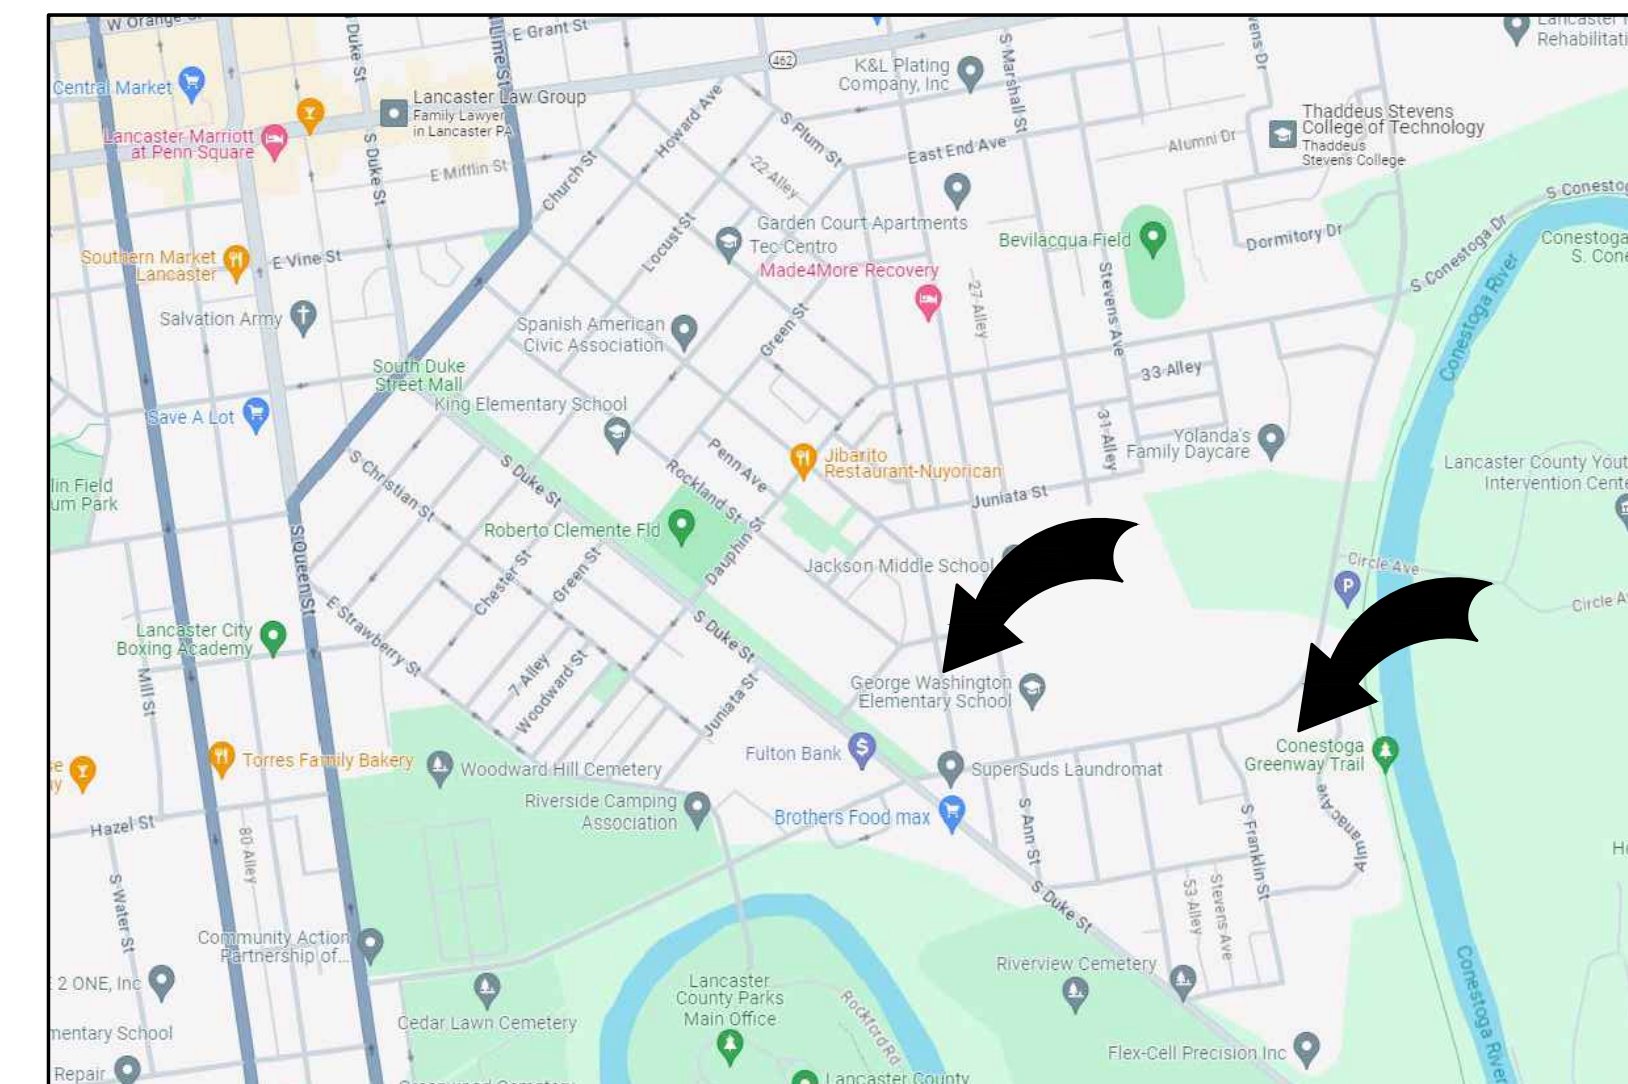 W Orange
E Grant St
Duke St
Lime St
462
K&L Plating
Company, Inc
S Marshall St
Rehabilitati
Central Market
Lancaster Law Group
Family Lawyer
in Lancaster PA
Howard Ave
S Plum St
Thaddeus Stevens
College of Technology
Thaddeus
Stevens College
Lancaster Marriott
at Penn Square
S Duke St
E Mifflin St
Church St
22 Alley
East End Ave
Alumni Dr
Garden Court Apartments
Tec Centro
Locust St
Made4More Recovery
Bevilacqua Field
Dormitory Dr
S Conesto
S Conestoga Dr
Conestoga
S. Cone
Southern Market
Lancaster
E Vine St
Salvation Army
Spanish American
Civic Association
Green St
27 Alley
Stevens Ave
Conestoga River
South Duke
Street Mall
33 Alley
Save A Lot
King Elementary School
31 Alley
Yolanda's
Family Daycare
Jibarito
Restaurant-Nuyorican
Penn Ave
Rockland St
Lancaster County Yout
Intervention Cente
lin Field
um Park
S Christian St
S Duke St
Juniata St
Roberto Clemente Fld
Dauphin St
S Queen St
Chester St
Green St
Jackson Middle School
Circle Ave
P
Circle A
E Strawberry St
Lancaster City
Boxing Academy
S Duke St
Mill St
7 Alley
Woodward St
Juniata St
George Washington
Elementary School
Fulton Bank
$
SuperSuds Laundromat
Conestoga
Greenway Trail
Torres Family Bakery
Woodward Hill Cemetery
Riverside Camping
Association
Brothers Food max
Hazel St
80 Alley
S Ann St
S Franklin St
Almanac Ave
S Water St
S Duke St
53 Alley
Stevens Ave
Community Action
Partnership of...
2 ONE, Inc
Cedar Lawn Cemetery
Lancaster
County Parks
Main Office
Rockford Rd
Riverview Cemetery
Conestoga River
mentary School
Flex-Cell Precision Inc
Repair
Lancaster County